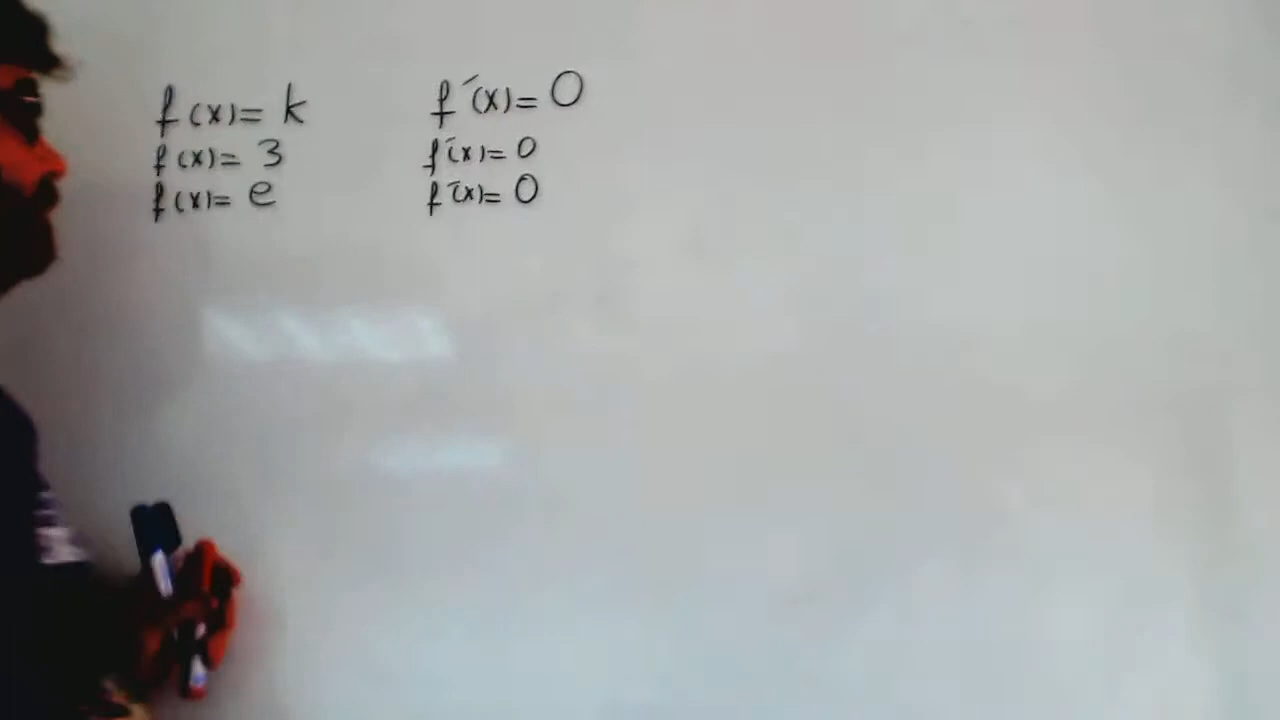 f(x)= k f´(x)= 0
f(x)= 3 f´(x)= 0
f(x)= e f´(x)= 0